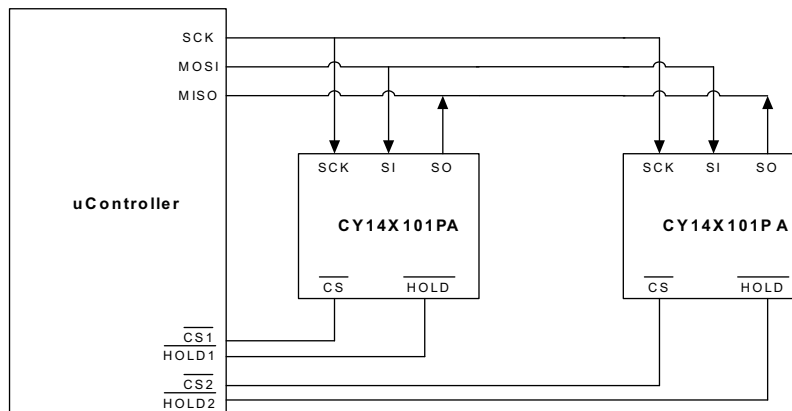 SCK
MOSI
MISO
uController
SCK SI SO
CY14X101PA
CS HOLD
SCK SI SO
CY14X101PA
CS HOLD
CS1
HOLD1
CS2
HOLD2